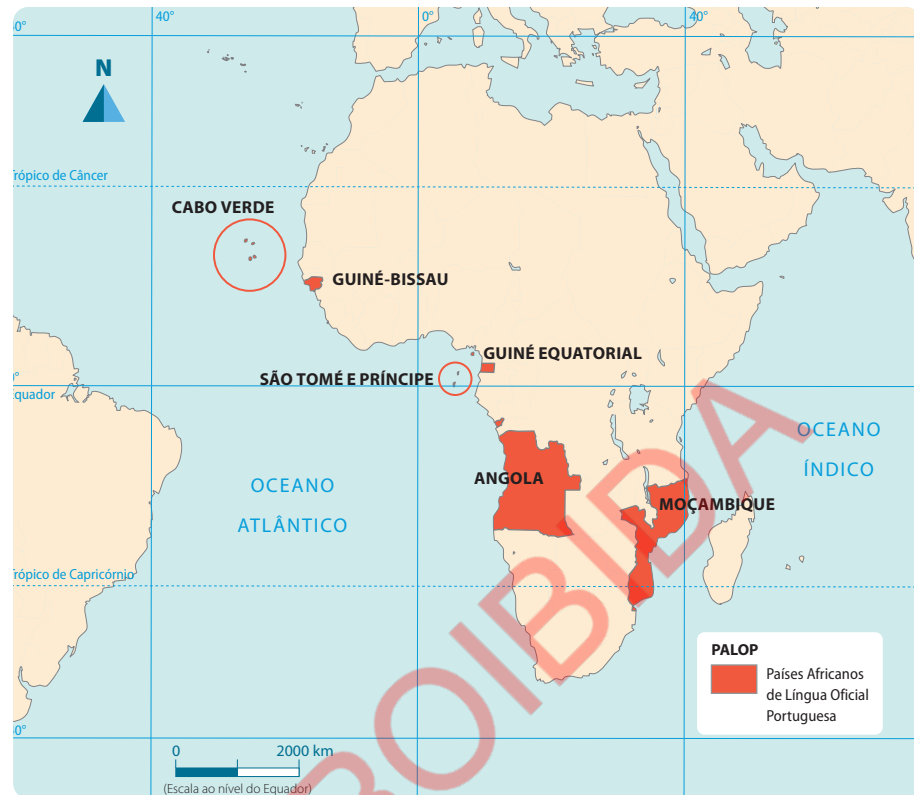 40°
0°
40°
N
Trópico de Câncer
CABO VERDE
GUINÉ-BISSAU
GUINÉ EQUATORIAL
SÃO TOMÉ E PRÍNCIPE
0°
Equador
OCEANO
ÍNDICO
ANGOLA
OCEANO
ATLÂNTICO
MOÇAMBIQUE
Trópico de Capricórnio
PALOP
Países Africanos
de Língua Oficial
Portuguesa
0 2000 km
(Escala ao nível do Equador)
ROIBIDA